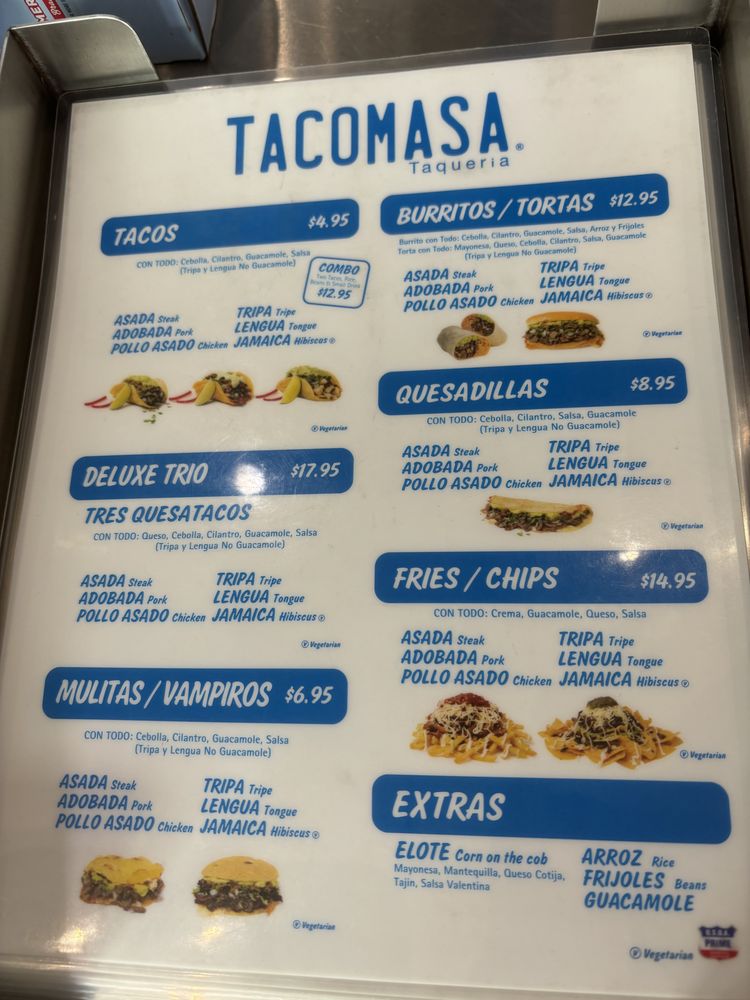 TACOMASA®
Taqueria
TACOS $4.95
CON TODO: Cebolla, Cilantro, Guacamole, Salsa
(Tripa y Lengua No Guacamole)
COMBO
Two Tacos, Rice,
Beans & Small Drink
$12.95
ASADA Steak TRIPA Tripe
ADOBADA Pork LENGUA Tongue
POLLO ASADO Chicken JAMAICA Hibiscus Ⓥ
Ⓥ Vegetarian
DELUXE TRIO $17.95
TRES QUESATACOS
CON TODO: Queso, Cebolla, Cilantro, Guacamole, Salsa
(Tripa y Lengua No Guacamole)
ASADA Steak TRIPA Tripe
ADOBADA Pork LENGUA Tongue
POLLO ASADO Chicken JAMAICA Hibiscus Ⓥ
Ⓥ Vegetarian
MULITAS / VAMPIROS $6.95
CON TODO: Cebolla, Cilantro, Guacamole, Salsa
(Tripa y Lengua No Guacamole)
ASADA Steak TRIPA Tripe
ADOBADA Pork LENGUA Tongue
POLLO ASADO Chicken JAMAICA Hibiscus Ⓥ
Ⓥ Vegetarian
BURRITOS / TORTAS $12.95
Burrito con Todo: Cebolla, Cilantro, Guacamole, Salsa, Arroz y Frijoles
Torta con Todo: Mayonesa, Queso, Cebolla, Cilantro, Salsa, Guacamole
(Tripa y Lengua No Guacamole)
ASADA Steak TRIPA Tripe
ADOBADA Pork LENGUA Tongue
POLLO ASADO Chicken JAMAICA Hibiscus Ⓥ
Ⓥ Vegetarian
QUESADILLAS $8.95
CON TODO: Cebolla, Cilantro, Salsa, Guacamole
(Tripa y Lengua No Guacamole)
ASADA Steak TRIPA Tripe
ADOBADA Pork LENGUA Tongue
POLLO ASADO Chicken JAMAICA Hibiscus Ⓥ
Ⓥ Vegetarian
FRIES / CHIPS $14.95
CON TODO: Crema, Guacamole, Queso, Salsa
ASADA Steak TRIPA Tripe
ADOBADA Pork LENGUA Tongue
POLLO ASADO Chicken JAMAICA Hibiscus Ⓥ
Ⓥ Vegetarian
EXTRAS
ELOTE Corn on the cob
Mayonesa, Mantequilla, Queso Cotija,
Tajin, Salsa Valentina
ARROZ Rice
FRIJOLES Beans
GUACAMOLE
Ⓥ Vegetarian
USDA
PRIME